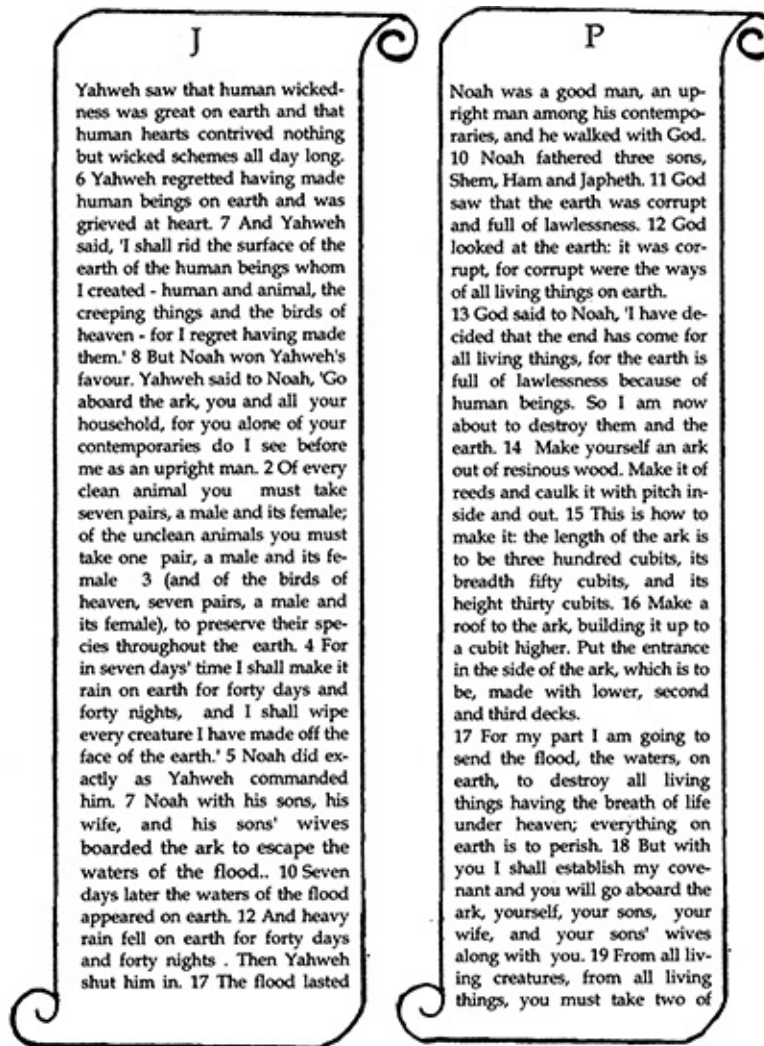 J
Yahweh saw that human wicked-
ness was great on earth and that
human hearts contrived nothing
but wicked schemes all day long.
6 Yahweh regretted having made
human beings on earth and was
grieved at heart. 7 And Yahweh
said, 'I shall rid the surface of the
earth of the human beings whom
I created - human and animal, the
creeping things and the birds of
heaven - for I regret having made
them.' 8 But Noah won Yahweh's
favour. Yahweh said to Noah, 'Go
aboard the ark, you and all your
household, for you alone of your
contemporaries do I see before
me as an upright man. 2 Of every
clean animal you must take
seven pairs, a male and its female;
of the unclean animals you must
take one pair, a male and its fe-
male 3 (and of the birds of
heaven, seven pairs, a male and
its female), to preserve their spe-
cies throughout the earth. 4 For
in seven days' time I shall make it
rain on earth for forty days and
forty nights, and I shall wipe
every creature I have made off the
face of the earth.' 5 Noah did ex-
actly as Yahweh commanded
him. 7 Noah with his sons, his
wife, and his sons' wives
boarded the ark to escape the
waters of the flood.. 10 Seven
days later the waters of the flood
appeared on earth. 12 And heavy
rain fell on earth for forty days
and forty nights . Then Yahweh
shut him in. 17 The flood lasted
P
Noah was a good man, an up-
right man among his contempo-
raries, and he walked with God.
10 Noah fathered three sons,
Shem, Ham and Japheth. 11 God
saw that the earth was corrupt
and full of lawlessness. 12 God
looked at the earth: it was cor-
rupt, for corrupt were the ways
of all living things on earth.
13 God said to Noah, 'I have de-
cided that the end has come for
all living things, for the earth is
full of lawlessness because of
human beings. So I am now
about to destroy them and the
earth. 14 Make yourself an ark
out of resinous wood. Make it of
reeds and caulk it with pitch in-
side and out. 15 This is how to
make it: the length of the ark is
to be three hundred cubits, its
breadth fifty cubits, and its
height thirty cubits. 16 Make a
roof to the ark, building it up to
a cubit higher. Put the entrance
in the side of the ark, which is to
be, made with lower, second
and third decks.
17 For my part I am going to
send the flood, the waters, on
earth, to destroy all living
things having the breath of life
under heaven; everything on
earth is to perish. 18 But with
you I shall establish my cove-
nant and you will go aboard the
ark, yourself, your sons, your
wife, and your sons' wives
along with you. 19 From all liv-
ing creatures, from all living
things, you must take two of